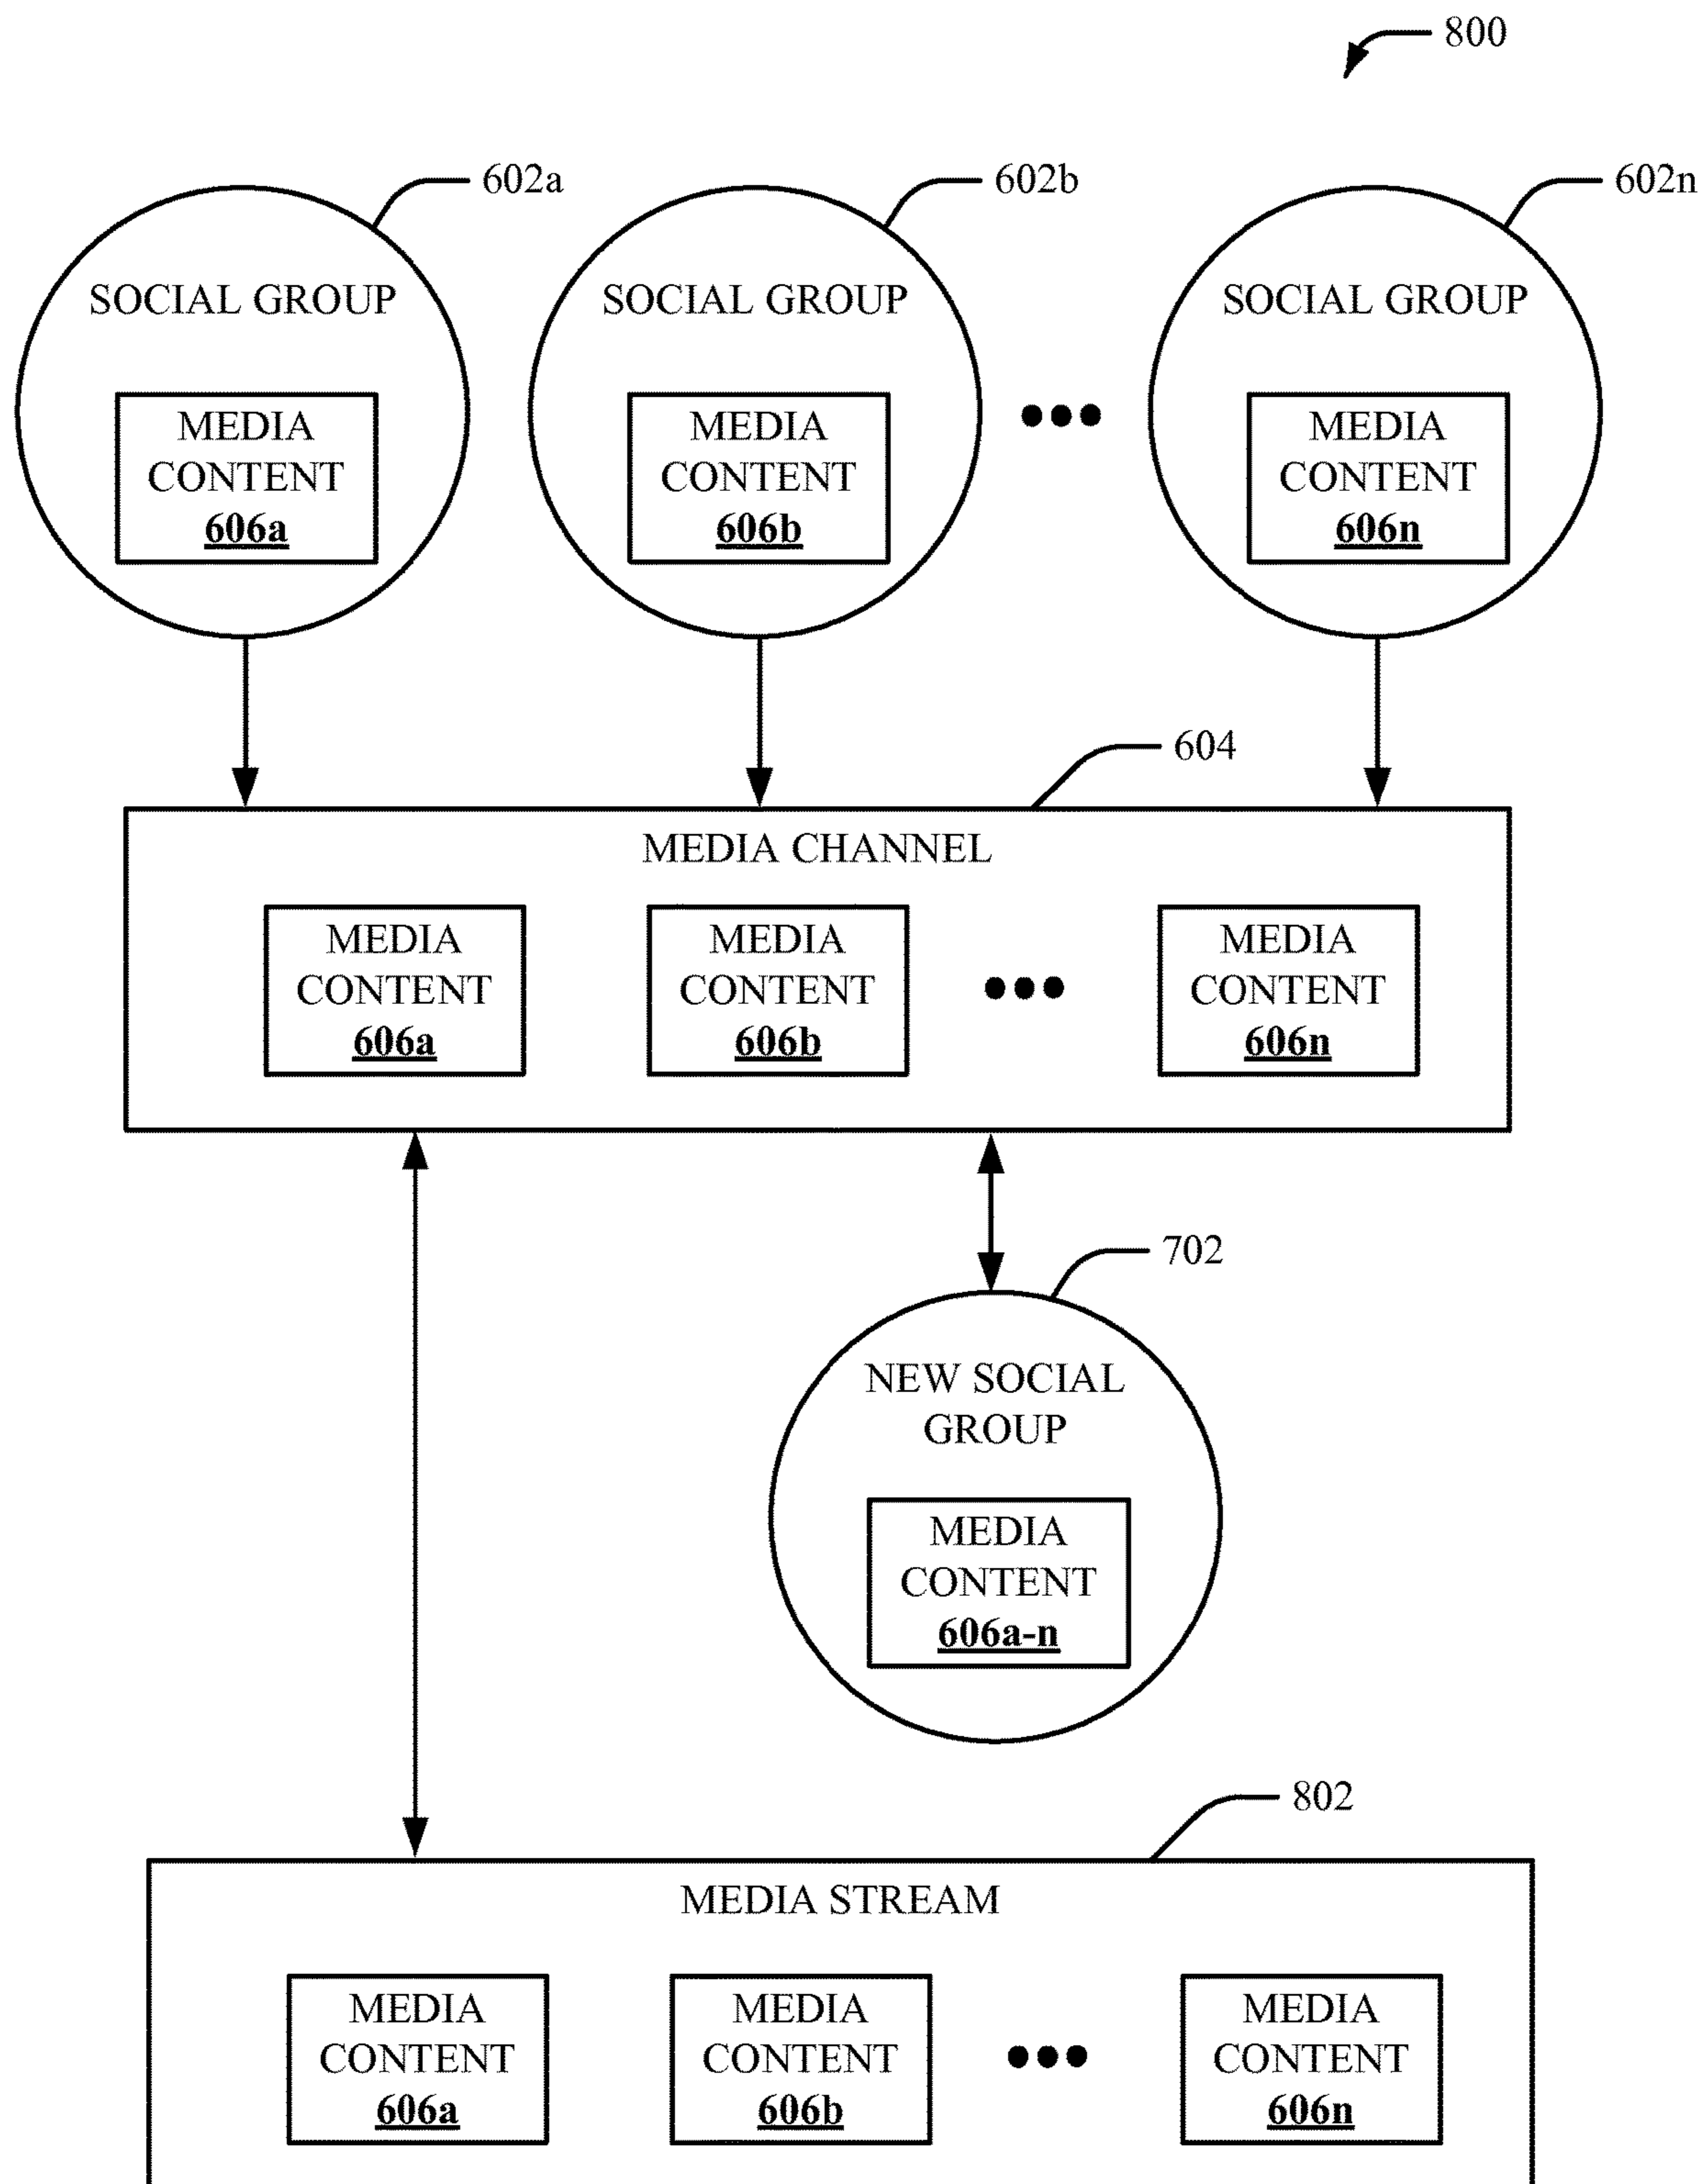 800
602a
602b
602n
SOCIAL GROUP
SOCIAL GROUP
SOCIAL GROUP
MEDIA
CONTENT
606a
MEDIA
CONTENT
606b
MEDIA
CONTENT
606n
604
MEDIA CHANNEL
MEDIA
CONTENT
606a
MEDIA
CONTENT
606b
MEDIA
CONTENT
606n
702
NEW SOCIAL
GROUP
MEDIA
CONTENT
606a-n
802
MEDIA STREAM
MEDIA
CONTENT
606a
MEDIA
CONTENT
606b
MEDIA
CONTENT
606n